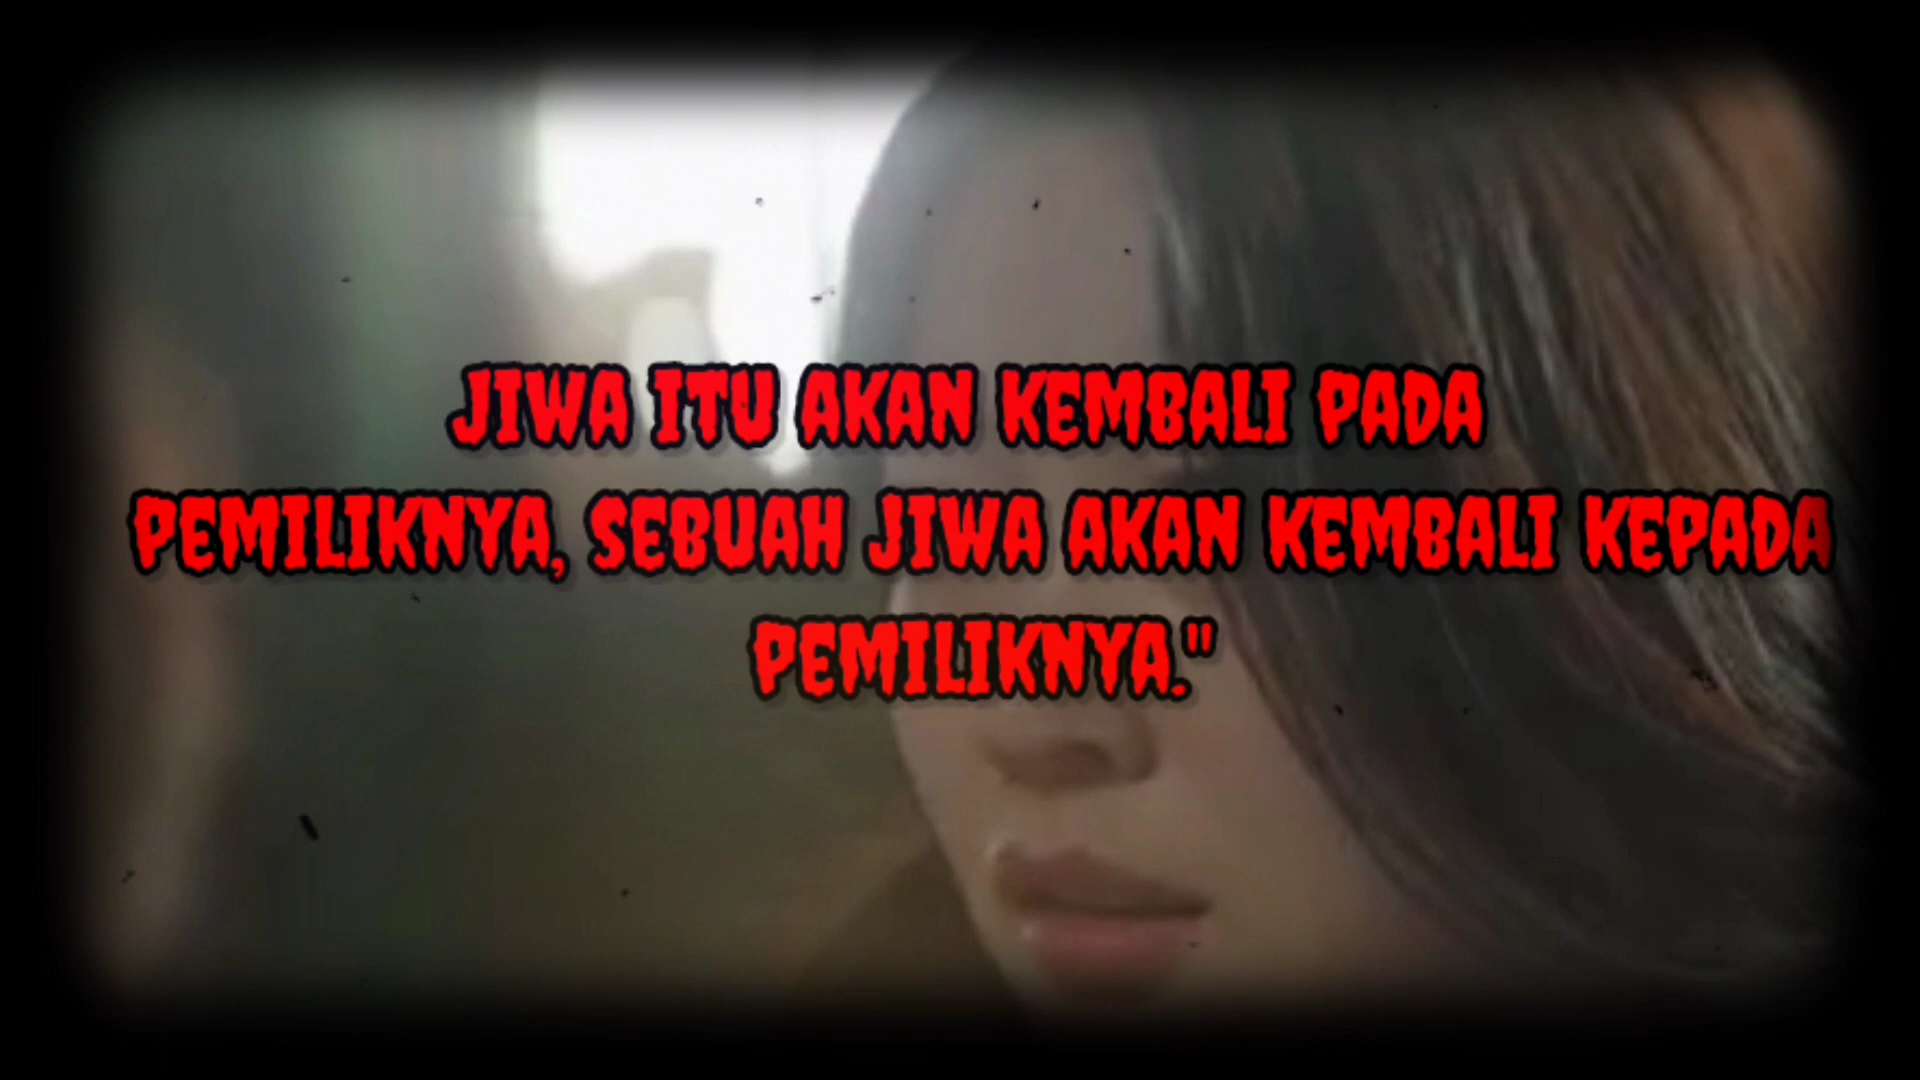 JIWA ITU AKAN KEMBALI PADA
PEMILIKNYA, SEBUAH JIWA AKAN KEMBALI KEPADA
PEMILIKNYA."